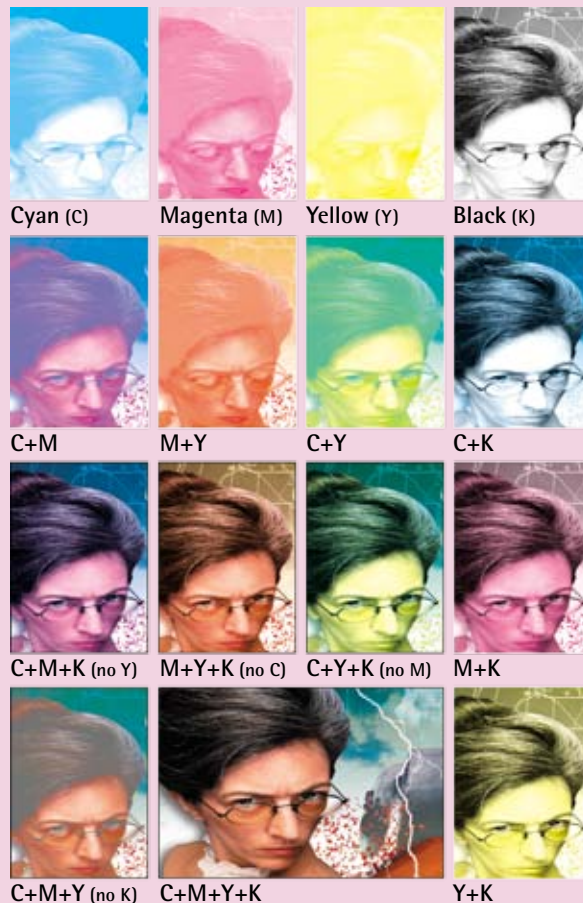 Cyan (C) Magenta (M) Yellow (Y) Black (K)
C+M M+Y C+Y C+K
C+M+K (no Y) M+Y+K (no C) C+Y+K (no M) M+K
C+M+Y (no K) C+M+Y+K Y+K